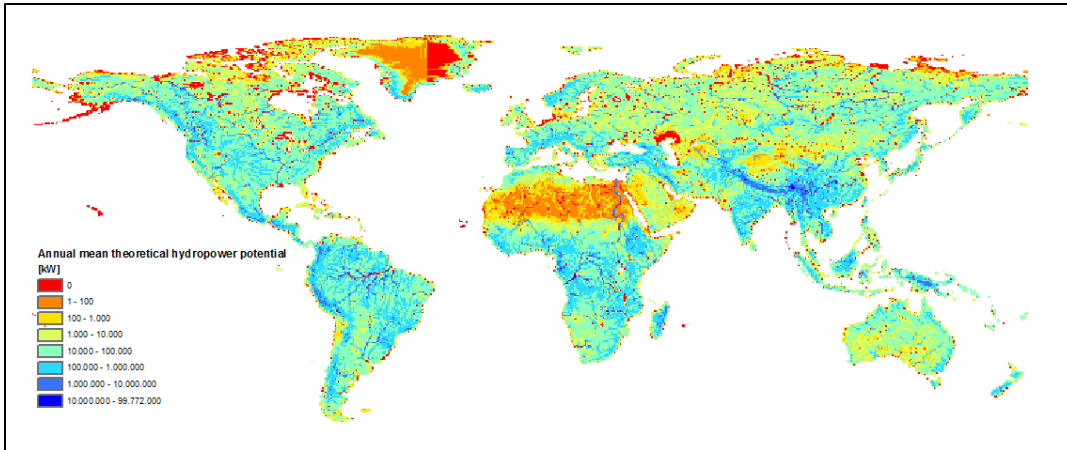 Annual mean theoretical hydropower potential
[kW]
0
1 - 100
100 - 1.000
1.000 - 10.000
10.000 - 100.000
100.000 - 1.000.000
1.000.000 - 10.000.000
10.000.000 - 99.772.000